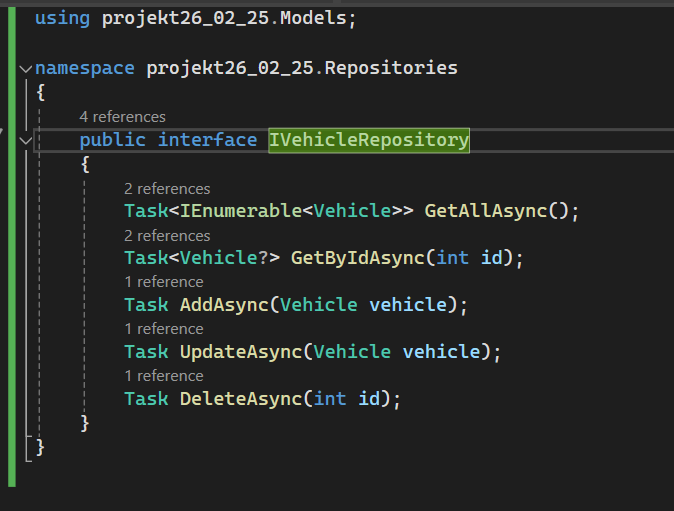 using projekt26_02_25.Models;
namespace projekt26_02_25.Repositories
{
4 references
public interface IVehicleRepository
{
2 references
Task<IEnumerable<Vehicle>> GetAllAsync();
2 references
Task<Vehicle?> GetByIdAsync(int id);
1 reference
Task AddAsync(Vehicle vehicle);
1 reference
Task UpdateAsync(Vehicle vehicle);
1 reference
Task DeleteAsync(int id);
}
}